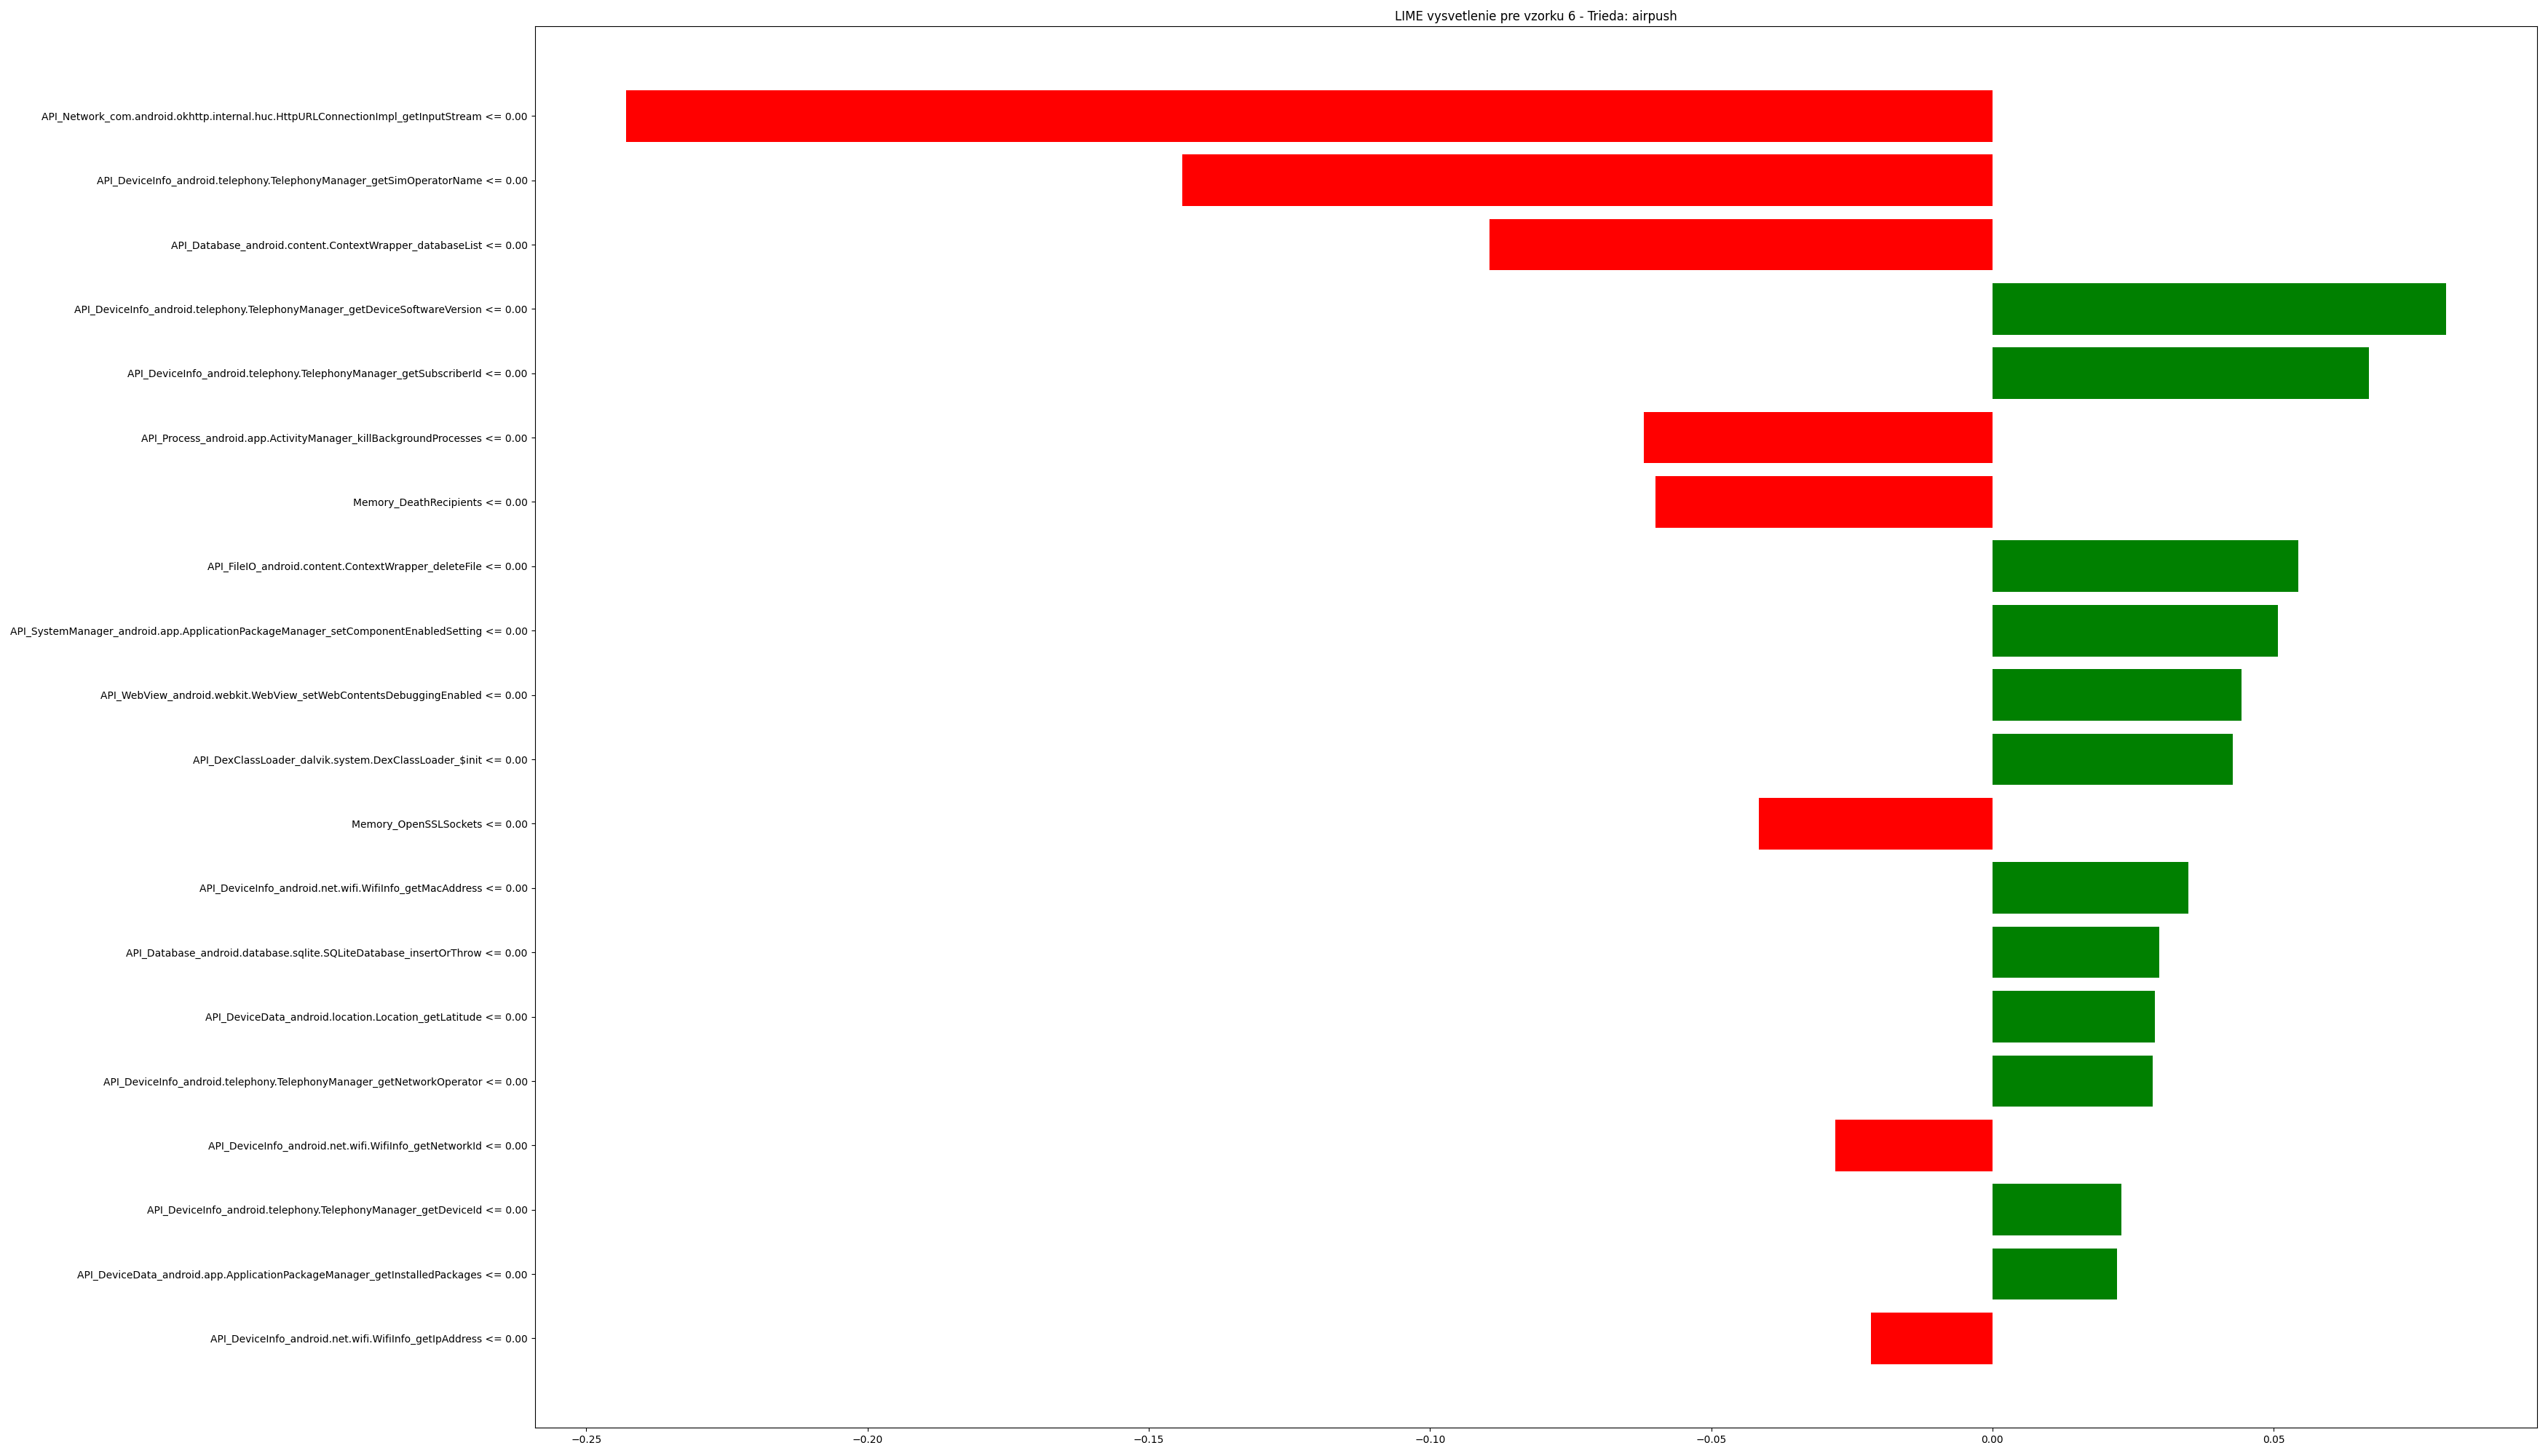 LIME vysvetlenie pre vzorku 6 - Trieda: airpush
API_Network_com.android.okhttp.internal.huc.HttpURLConnectionImpl_getInputStream <= 0.00
API_DeviceInfo_android.telephony.TelephonyManager_getSimOperatorName <= 0.00
API_Database_android.content.ContextWrapper_databaseList <= 0.00
API_DeviceInfo_android.telephony.TelephonyManager_getDeviceSoftwareVersion <= 0.00
API_DeviceInfo_android.telephony.TelephonyManager_getSubscriberId <= 0.00
API_Process_android.app.ActivityManager_killBackgroundProcesses <= 0.00
Memory_DeathRecipients <= 0.00
API_FileIO_android.content.ContextWrapper_deleteFile <= 0.00
API_SystemManager_android.app.ApplicationPackageManager_setComponentEnabledSetting <= 0.00
API_WebView_android.webkit.WebView_setWebContentsDebuggingEnabled <= 0.00
API_DexClassLoader_dalvik.system.DexClassLoader_$init <= 0.00
Memory_OpenSSLSockets <= 0.00
API_DeviceInfo_android.net.wifi.WifiInfo_getMacAddress <= 0.00
API_Database_android.database.sqlite.SQLiteDatabase_insertOrThrow <= 0.00
API_DeviceData_android.location.Location_getLatitude <= 0.00
API_DeviceInfo_android.telephony.TelephonyManager_getNetworkOperator <= 0.00
API_DeviceInfo_android.net.wifi.WifiInfo_getNetworkId <= 0.00
API_DeviceInfo_android.telephony.TelephonyManager_getDeviceId <= 0.00
API_DeviceData_android.app.ApplicationPackageManager_getInstalledPackages <= 0.00
API_DeviceInfo_android.net.wifi.WifiInfo_getIpAddress <= 0.00
−0.25 −0.20 −0.15 −0.10 −0.05 0.00 0.05